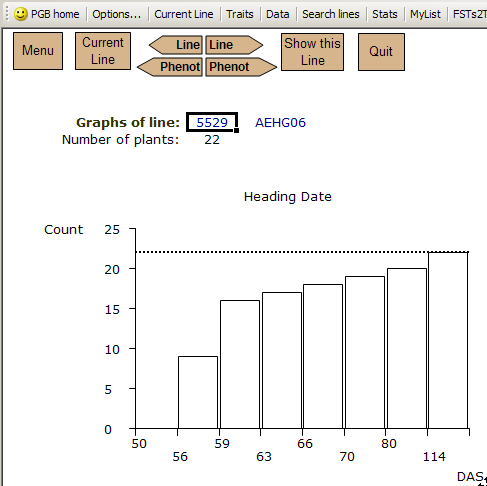 PGB home Options... Current Line Traits Data Search lines Stats MyList FSTs2T
Menu Current Line Line Line Show this Line Quit
Phenot Phenot
Graphs of line: 5529 AEHG06
Number of plants: 22
Heading Date
Count 25
20
15
10
5
0
50 59 66 80
56 63 70 114
DAS